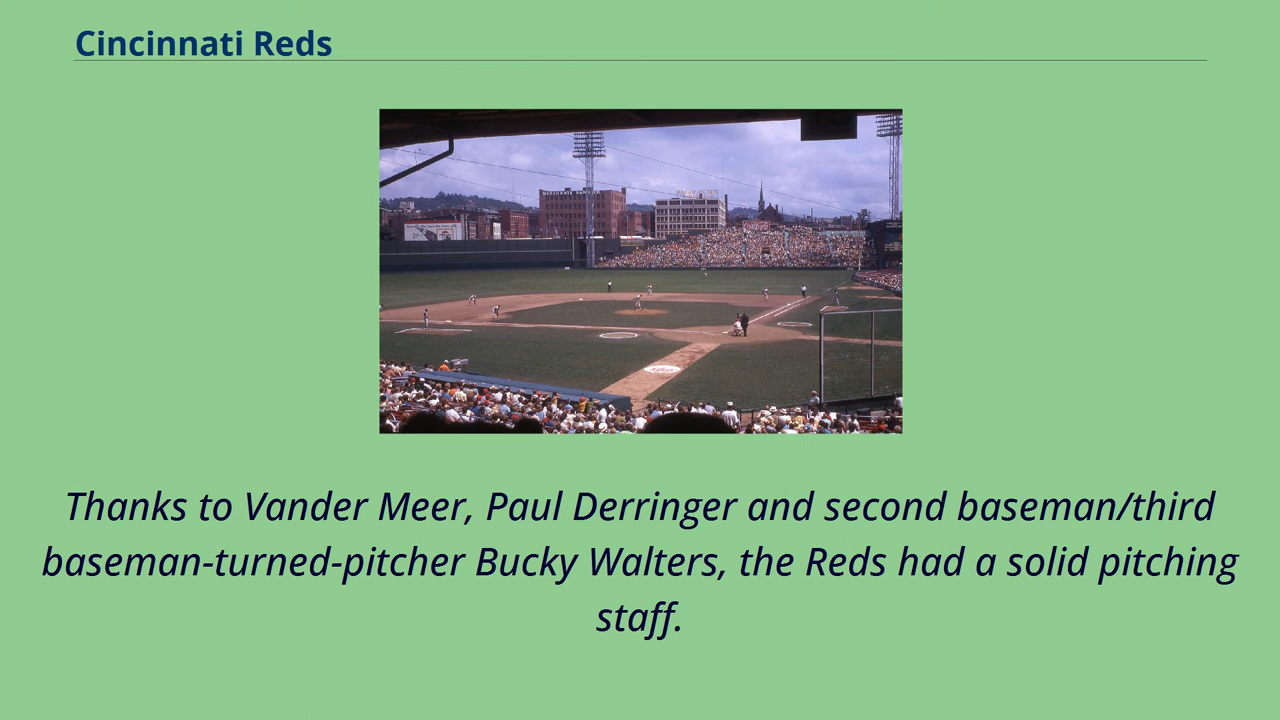 Cincinnati Reds
Thanks to Vander Meer, Paul Derringer and second baseman/third
baseman-turned-pitcher Bucky Walters, the Reds had a solid pitching
staff.